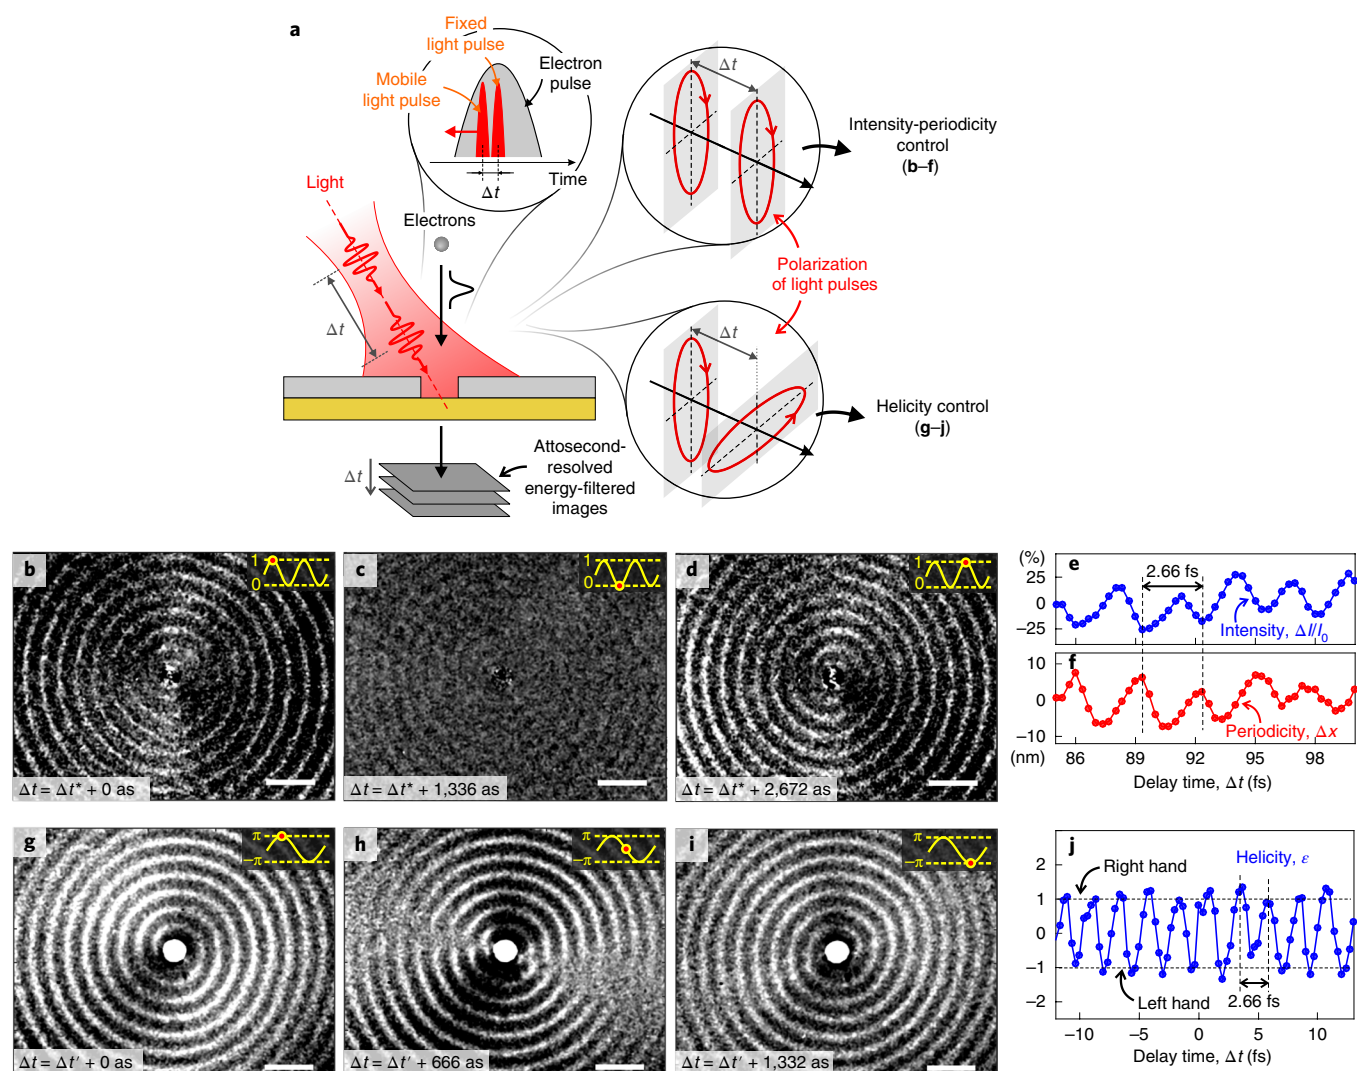 a
Fixed
light pulse
Mobile
light pulse
Electron
pulse
Time
Δt
Light
Electrons
Δt
Δt
Attosecond-
resolved
energy-filtered
images
Δt
Intensity-periodicity
control
(b–f)
Polarization
of light pulses
Δt
Helicity control
(g–j)
b
1
0
Δt = Δt* + 0 as
c
1
0
Δt = Δt* + 1,336 as
d
1
0
Δt = Δt* + 2,672 as
(%)
25
0
−25
e
2.66 fs
Intensity, ΔI/I₀
10
0
−10
(nm)
f
Periodicity, Δx
86 89 92 95 98
Delay time, Δt (fs)
g
π
−π
Δt = Δt′ + 0 as
h
π
−π
Δt = Δt′ + 666 as
i
π
−π
Δt = Δt′ + 1,332 as
j
2
1
0
−1
−2
Right hand
Helicity, ε
Left hand
2.66 fs
−10 −5 0 5 10
Delay time, Δt (fs)